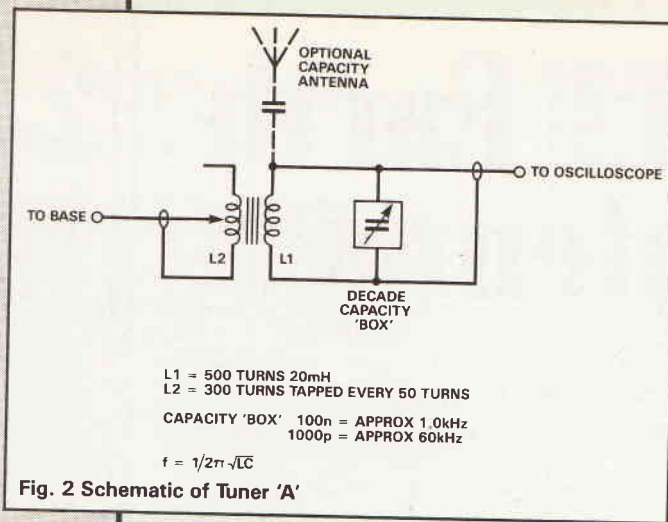 OPTIONAL
CAPACITY
ANTENNA
TO OSCILLOSCOPE
TO BASE
L2
L1
DECADE
CAPACITY
'BOX'
L1 = 500 TURNS 20mH
L2 = 300 TURNS TAPPED EVERY 50 TURNS
CAPACITY 'BOX' 100n = APPROX 1.0kHz
1000p = APPROX 60kHz
f = 1/2π √LC
Fig. 2 Schematic of Tuner 'A'